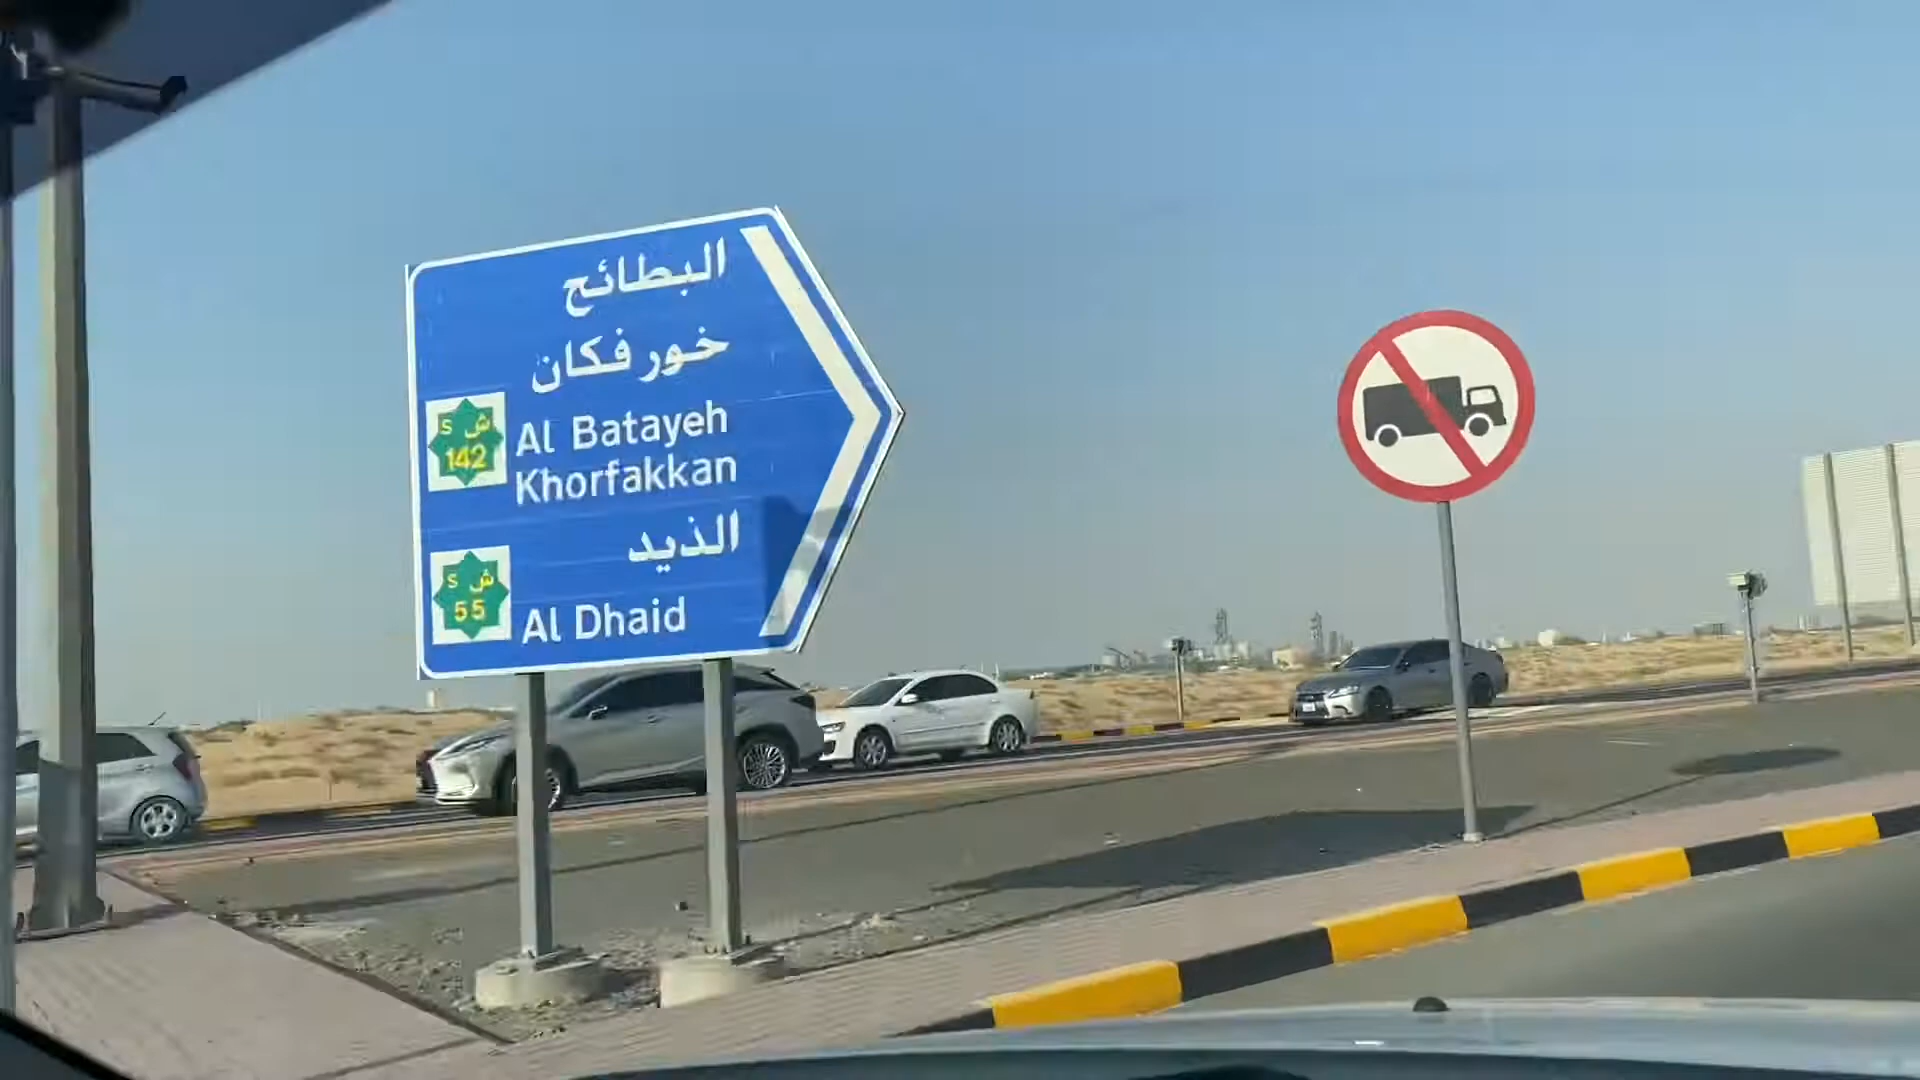 البطائح
خورفكان
S ش
142
Al Batayeh
Khorfakkan
الذيد
S ش
55
Al Dhaid